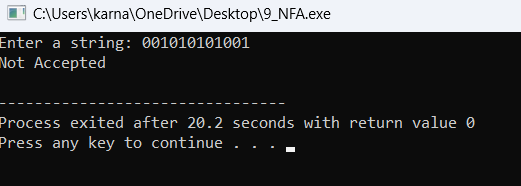 C:\Users\karna\OneDrive\Desktop\9_NFA.exe
Enter a string: 001010101001
Not Accepted
--------------------------------
Process exited after 20.2 seconds with return value 0
Press any key to continue . . .